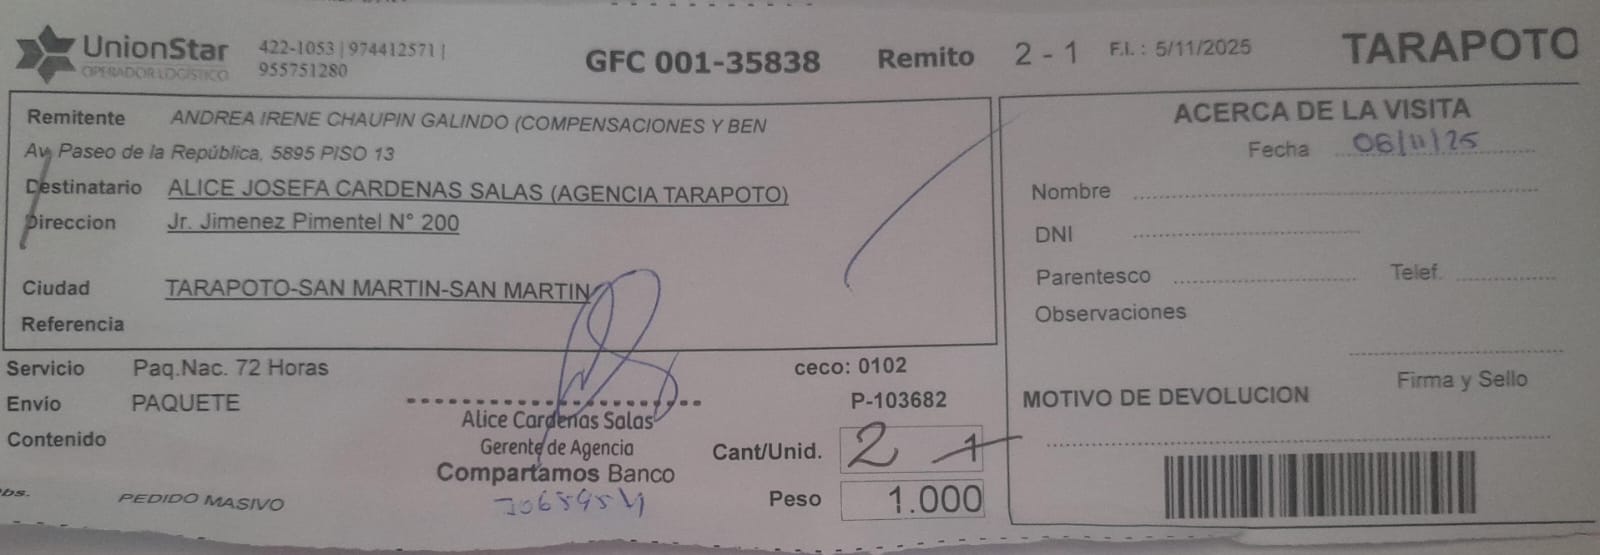 UnionStar
OPERADOR LOGÍSTICO
422-1053 | 974412571 |
955751280
GFC 001-35838
Remito 2 - 1
F.I. : 5/11/2025
TARAPOTO
Remitente ANDREA IRENE CHAUPIN GALINDO (COMPENSACIONES Y BEN
Av. Paseo de la República, 5895 PISO 13
Destinatario ALICE JOSEFA CARDENAS SALAS (AGENCIA TARAPOTO)
Direccion Jr. Jimenez Pimentel N° 200
Ciudad TARAPOTO-SAN MARTIN-SAN MARTIN
Referencia
Servicio Paq.Nac. 72 Horas
Envío PAQUETE
Contenido
PEDIDO MASIVO
Alice Cardenas Salas
Gerente de Agencia
Compartamos Banco
ceco: 0102
P-103682
Cant/Unid. 2 1
Peso 1.000
ACERCA DE LA VISITA
Fecha 06/11/25
Nombre
DNI
Parentesco
Telef.
Observaciones
Firma y Sello
MOTIVO DE DEVOLUCION